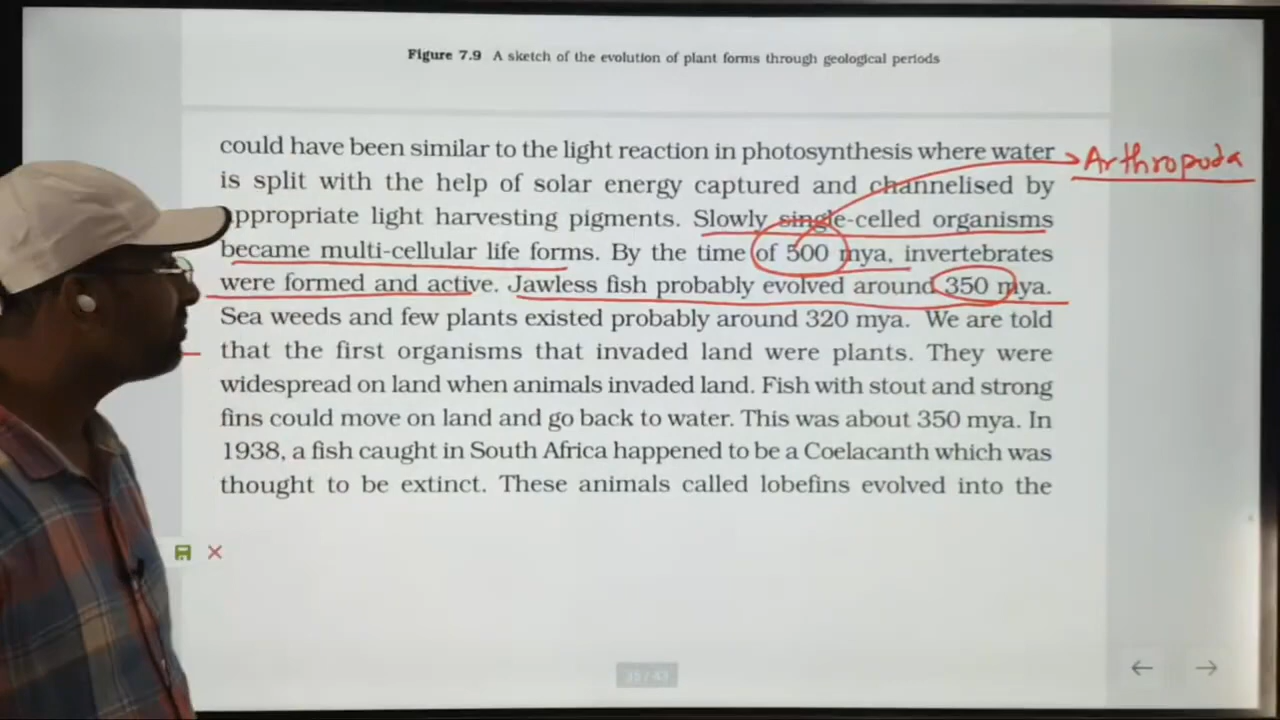 Figure 7.9 A sketch of the evolution of plant forms through geological periods
could have been similar to the light reaction in photosynthesis where water
Arthropoda
is split with the help of solar energy captured and channelised by
appropriate light harvesting pigments. Slowly single-celled organisms
became multi-cellular life forms. By the time of 500 mya, invertebrates
were formed and active. Jawless fish probably evolved around 350 mya.
Sea weeds and few plants existed probably around 320 mya. We are told
that the first organisms that invaded land were plants. They were
widespread on land when animals invaded land. Fish with stout and strong
fins could move on land and go back to water. This was about 350 mya. In
1938, a fish caught in South Africa happened to be a Coelacanth which was
thought to be extinct. These animals called lobefins evolved into the